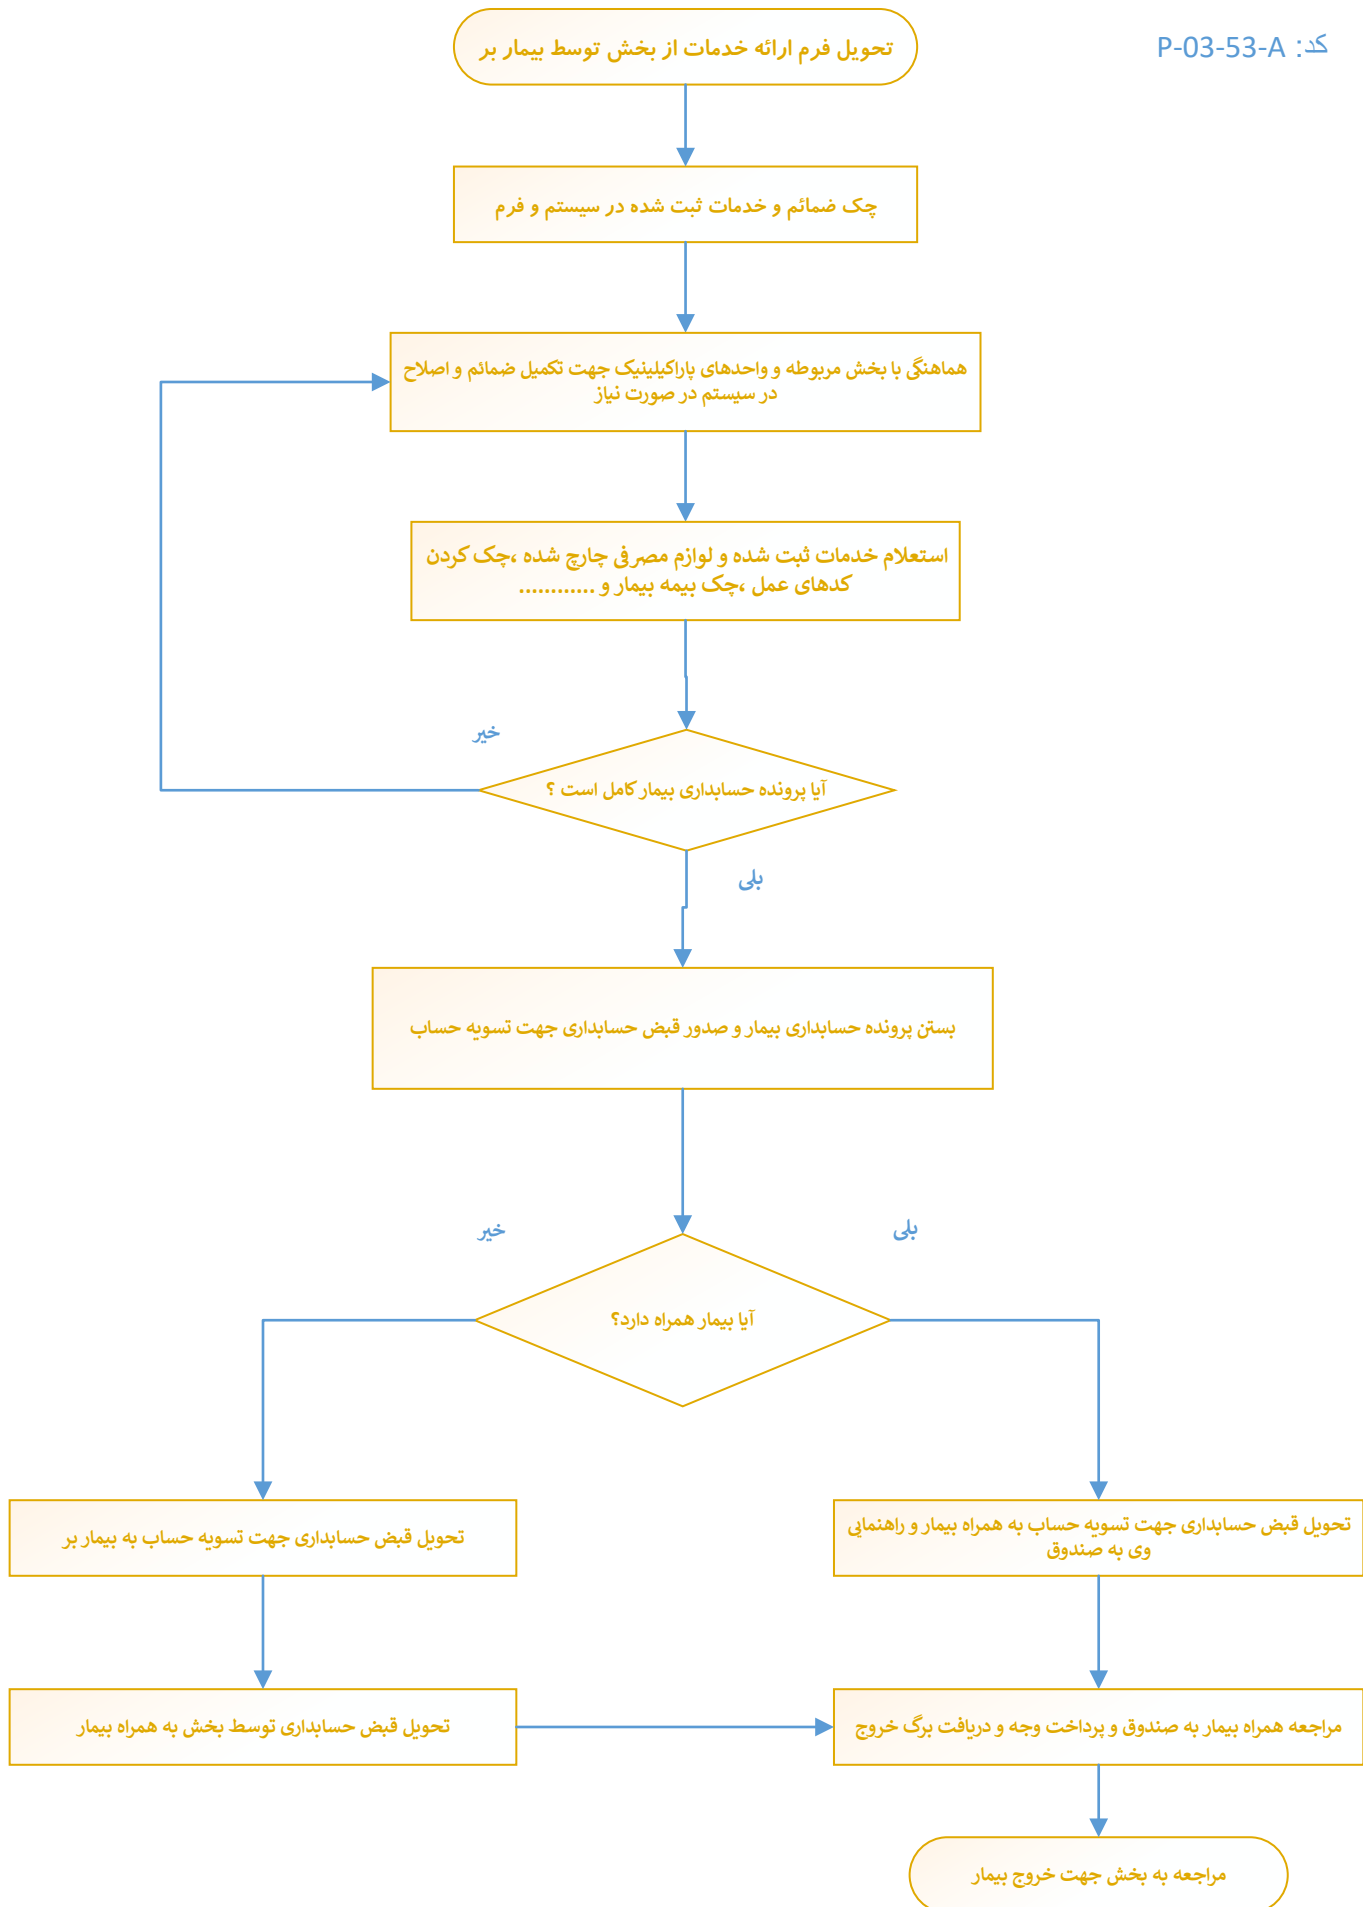 کد: P-03-53-A
تحویل فرم ارائه خدمات از بخش توسط بیمار بر
چک ضمائم و خدمات ثبت شده در سیستم و فرم
هماهنگی با بخش مربوطه و واحدهای پاراکیلینیک جهت تکمیل ضمائم و اصلاح
در سیستم در صورت نیاز
استعلام خدمات ثبت شده و لوازم مصرفی چارچ شده ،چک کردن
کدهای عمل ،چک بیمه بیمار و ............
خیر
آیا پرونده حسابداری بیمار کامل است ؟
بلی
بستن پرونده حسابداری بیمار و صدور قبض حسابداری جهت تسویه حساب
بلی
خیر
آیا بیمار همراه دارد؟
تحویل قبض حسابداری جهت تسویه حساب به همراه بیمار و راهنمایی
وی به صندوق
تحویل قبض حسابداری جهت تسویه حساب به بیمار بر
مراجعه همراه بیمار به صندوق و پرداخت وجه و دریافت برگ خروج
تحویل قبض حسابداری توسط بخش به همراه بیمار
مراجعه به بخش جهت خروج بیمار